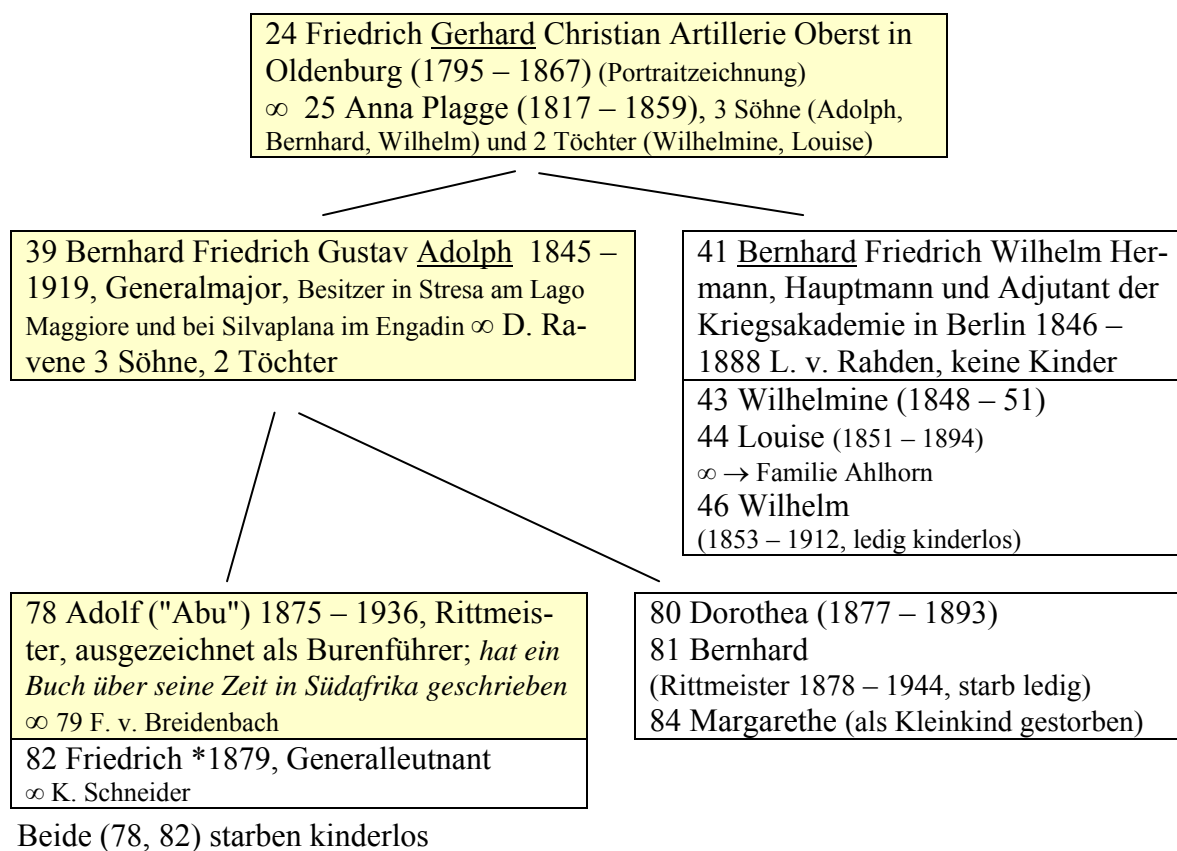 24 Friedrich Gerhard Christian Artillerie Oberst in
Oldenburg (1795 – 1867) (Portraitzeichnung)
∞ 25 Anna Plagge (1817 – 1859), 3 Söhne (Adolph,
Bernhard, Wilhelm) und 2 Töchter (Wilhelmine, Louise)
39 Bernhard Friedrich Gustav Adolph 1845 –
1919, Generalmajor, Besitzer in Stresa am Lago
Maggiore und bei Silvaplana im Engadin ∞ D. Ra-
vene 3 Söhne, 2 Töchter
41 Bernhard Friedrich Wilhelm Her-
mann, Hauptmann und Adjutant der
Kriegsakademie in Berlin 1846 –
1888 L. v. Rahden, keine Kinder
43 Wilhelmine (1848 – 51)
44 Louise (1851 – 1894)
∞ → Familie Ahlhorn
46 Wilhelm
(1853 – 1912, ledig kinderlos)
78 Adolf ("Abu") 1875 – 1936, Rittmeis-
ter, ausgezeichnet als Burenführer; hat ein
Buch über seine Zeit in Südafrika geschrieben
∞ 79 F. v. Breidenbach
82 Friedrich *1879, Generalleutnant
∞ K. Schneider
80 Dorothea (1877 – 1893)
81 Bernhard
(Rittmeister 1878 – 1944, starb ledig)
84 Margarethe (als Kleinkind gestorben)
Beide (78, 82) starben kinderlos